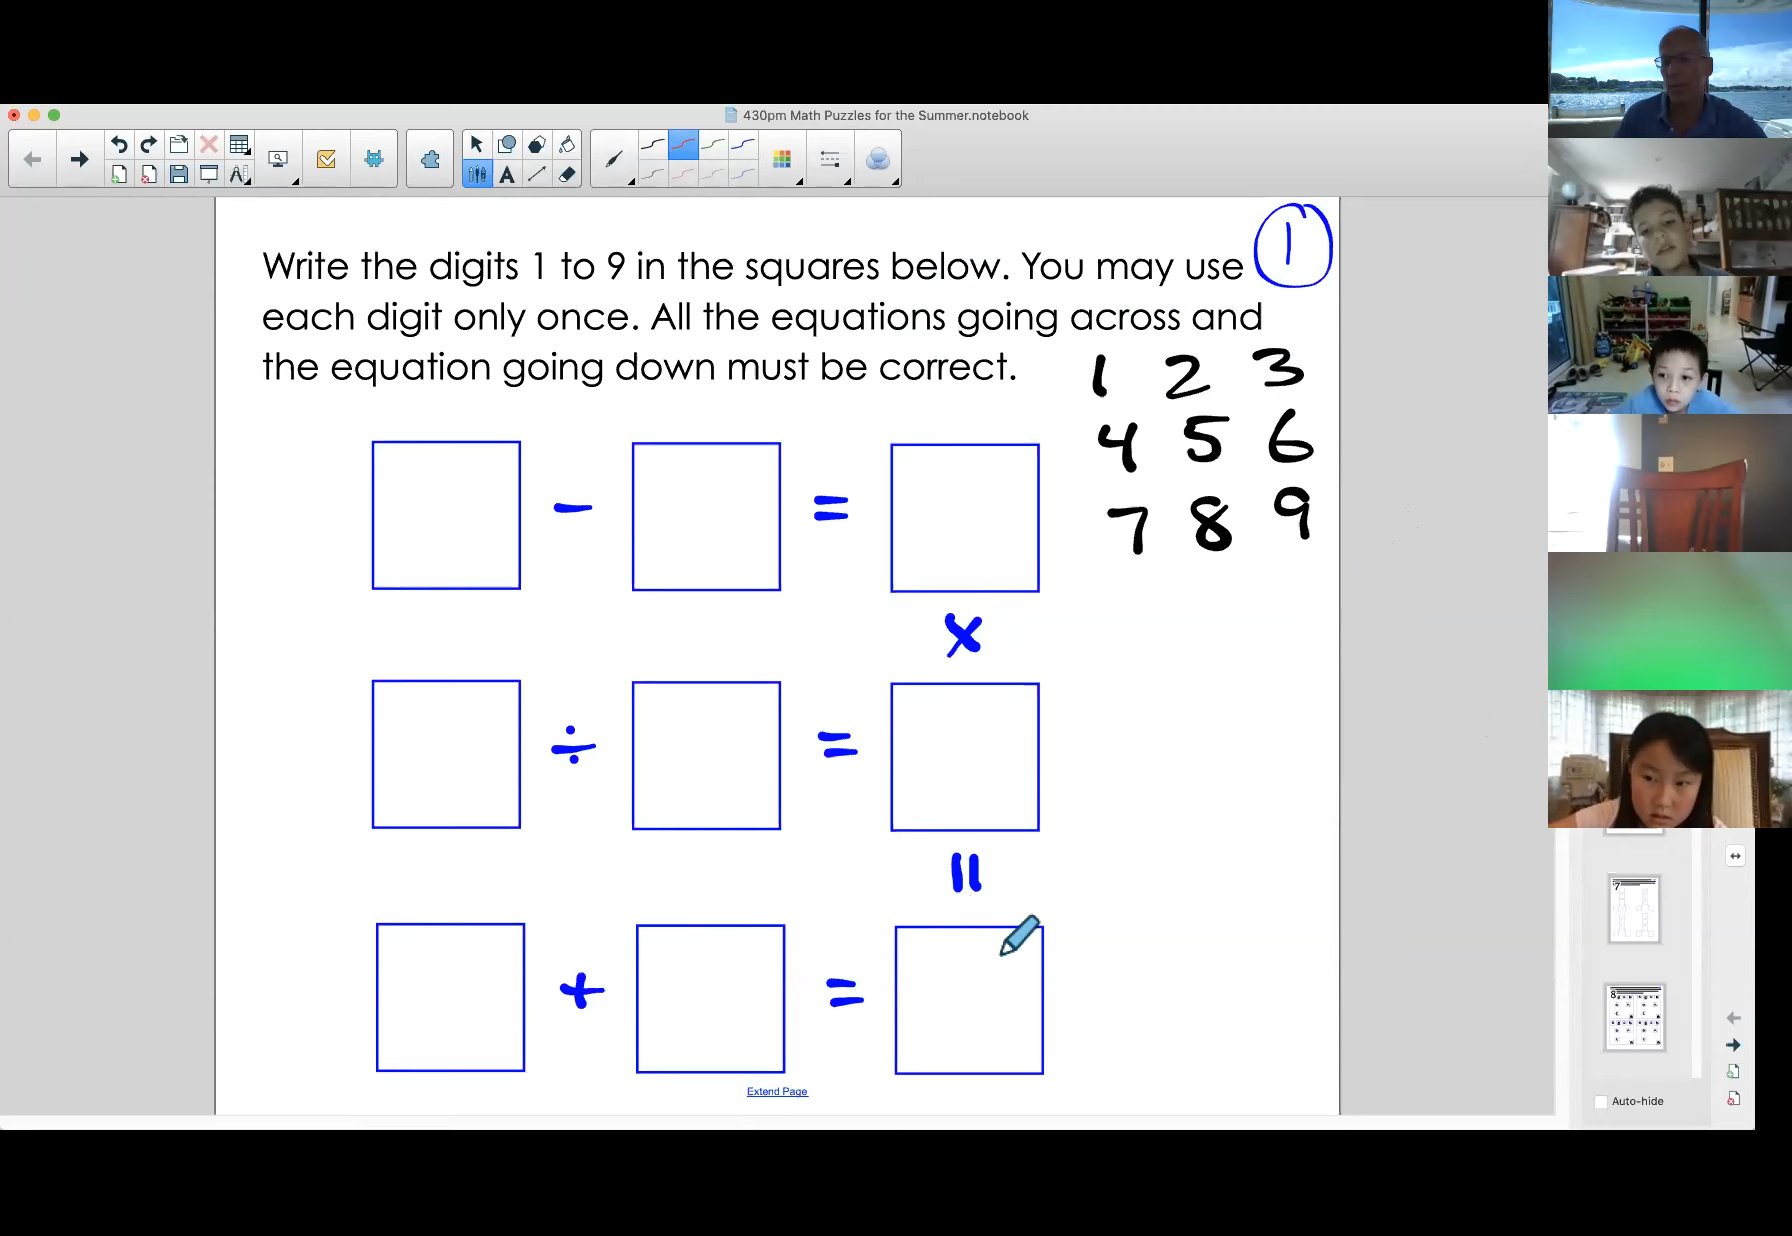 430pm Math Puzzles for the Summer.notebook
A
1
Write the digits 1 to 9 in the squares below. You may use
each digit only once. All the equations going across and
the equation going down must be correct.
1 2 3
4 5 6
7 8 9
- =
x
÷ =
=
+ =
Extend Page
7
8
Auto-hide